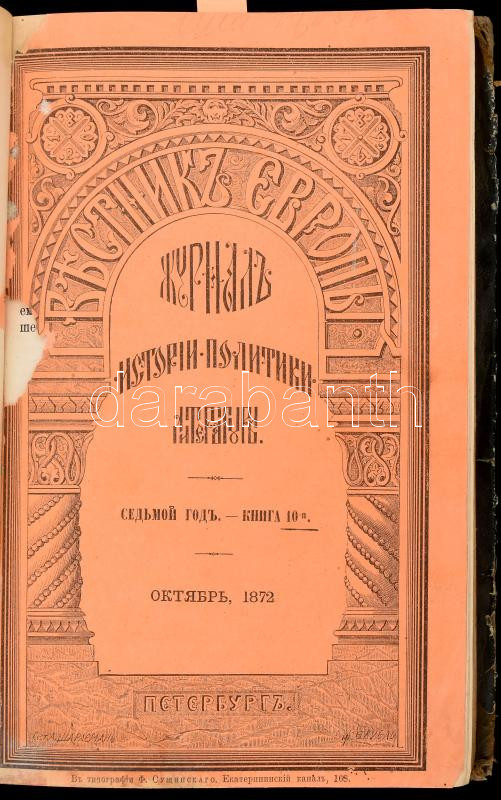 ВѢСТНИКЪ ЕВРОПЫ
ЖУРНАЛЪ
ИСТОРІИ·ПОЛИТИКИ·
ЛИТЕРАТУРЫ.
darabanth
СЕДЬМОЙ ГОДЪ. — КНИГА 10-я.
ОКТЯБРЬ, 1872
ПЕТЕРБУРГЪ.
Въ типографіи Ф. Сущинскаго, Екатерининскій каналъ, 168.